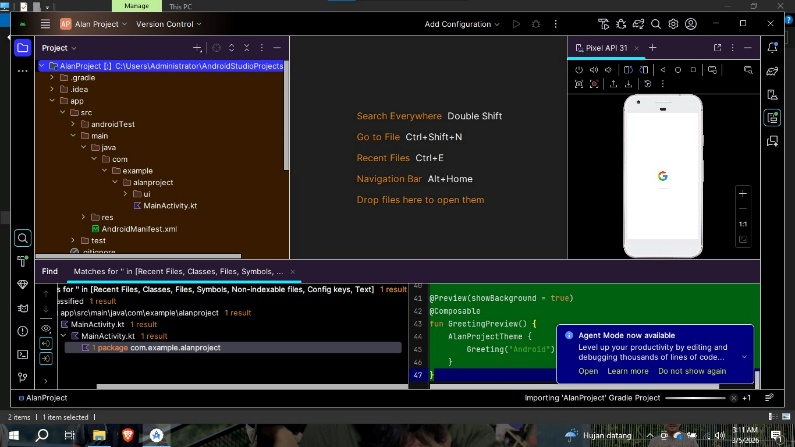 Manage
This PC
AP Alan Project
Version Control
Add Configuration
Project
Pixel API 31
AlanProject [:] C:\Users\Administrator\AndroidStudioProjects
.gradle
.idea
app
src
androidTest
main
java
com
example
alanproject
ui
MainActivity.kt
res
AndroidManifest.xml
test
Search Everywhere Double Shift
Go to File Ctrl+Shift+N
Recent Files Ctrl+E
Navigation Bar Alt+Home
Drop files here to open them
G
1:1
Find
Matches for '' in [Recent Files, Classes, Files, Symbols, ...
s for '' in [Recent Files, Classes, Files, Symbols, Non-indexable files, Config keys, Text] 1 result
assified 1 result
app\src\main\java\com\example\alanproject 1 result
MainActivity.kt 1 result
MainActivity.kt 1 result
1 package com.example.alanproject
40
41 @Preview(showBackground = true)
42 @Composable
43 fun GreetingPreview() {
44 AlanProjectTheme {
45 Greeting("Android")
46 }
47 }
Agent Mode now available
Level up your productivity by editing and
debugging thousands of lines of code...
Open Learn more Do not show again
AlanProject
Importing 'AlanProject' Gradle Project
+1
2 items 1 item selected
Hujan datang
3:11 AM
3/5/2026